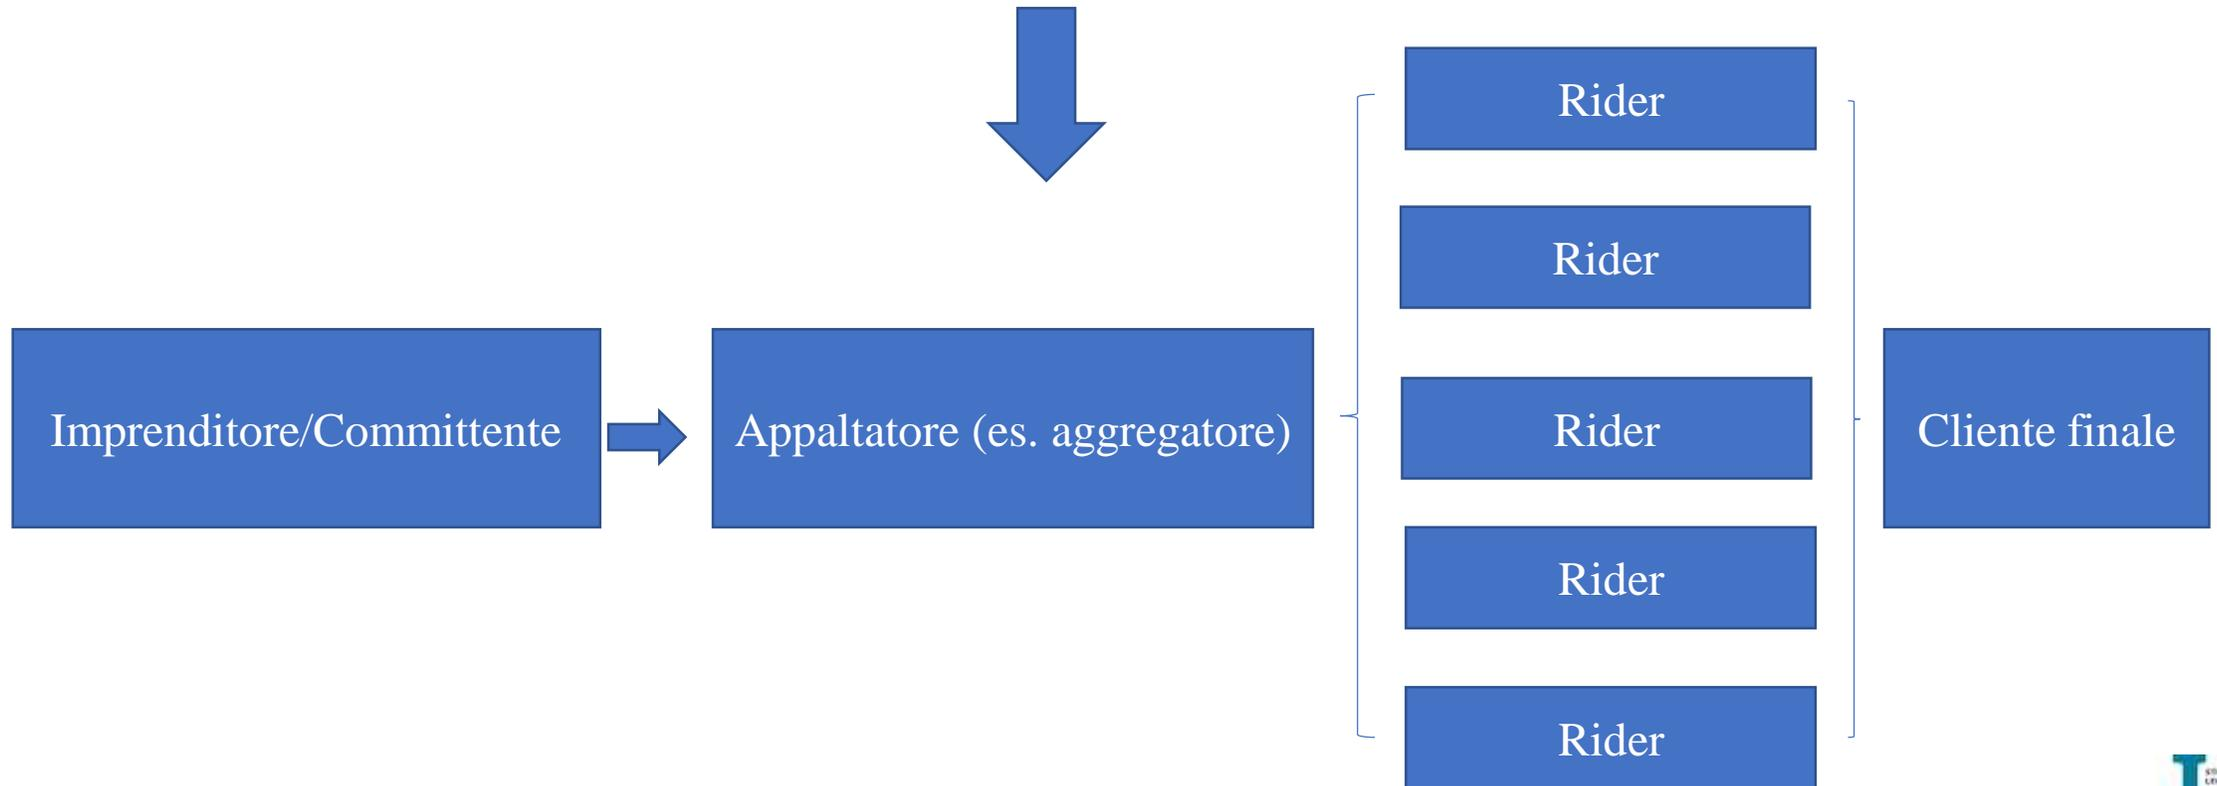 Rider
Rider
Imprenditore/Committente
Appaltatore (es. aggregatore)
Rider
Cliente finale
Rider
Rider